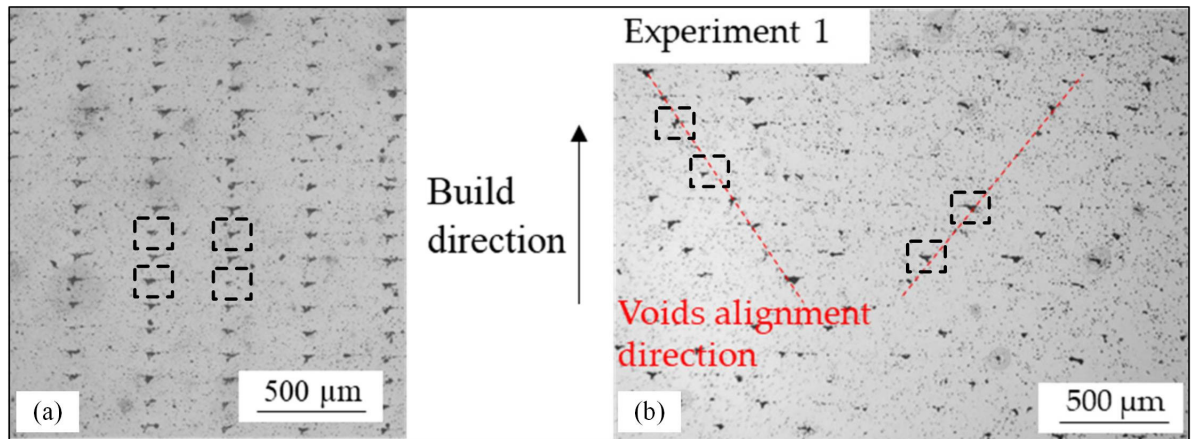 Experiment 1
Build
direction
Voids alignment
direction
(a)
500 µm
(b)
500 µm